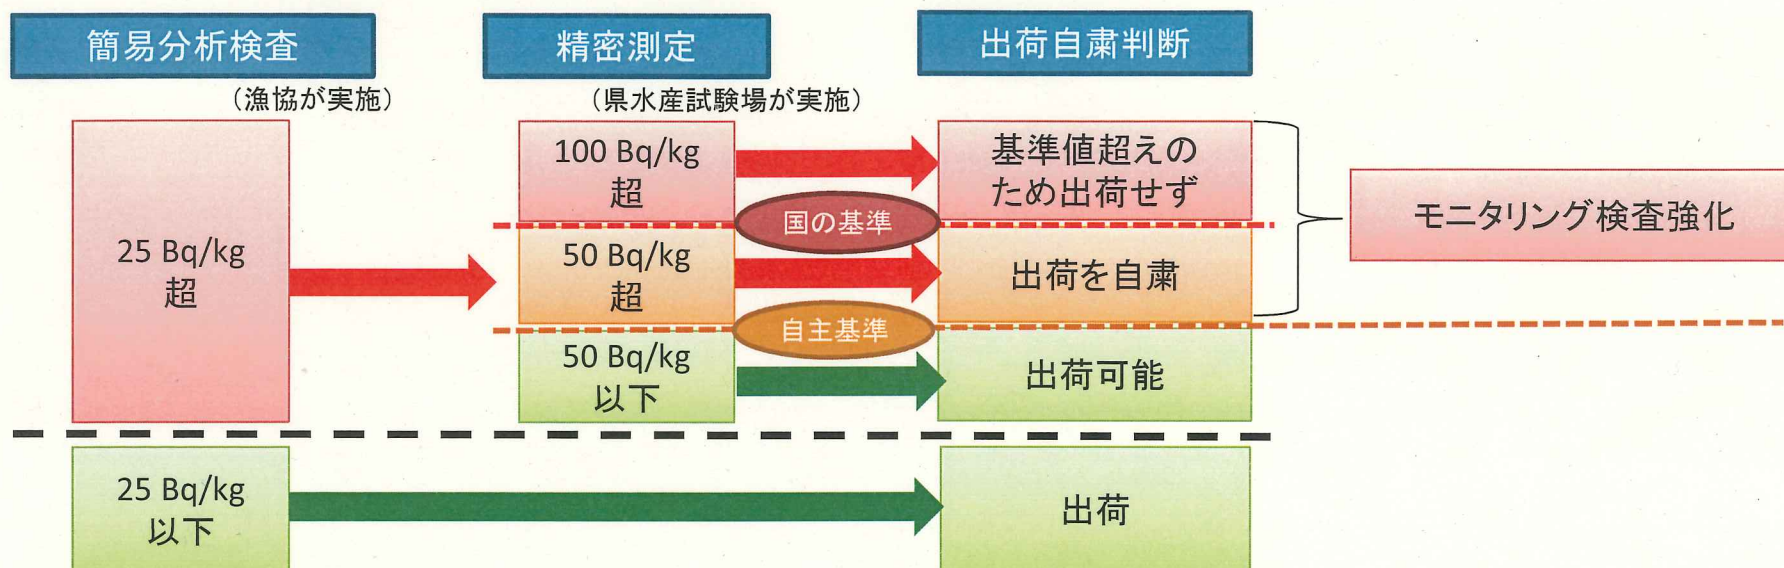 簡易分析検査
精密測定
出荷自粛判断
（漁協が実施）
（県水産試験場が実施）
25 Bq/kg
超
100 Bq/kg
超
国の基準
50 Bq/kg
超
自主基準
50 Bq/kg
以下
基準値超えの
ため出荷せず
出荷を自粛
出荷可能
モニタリング検査強化
25 Bq/kg
以下
出荷